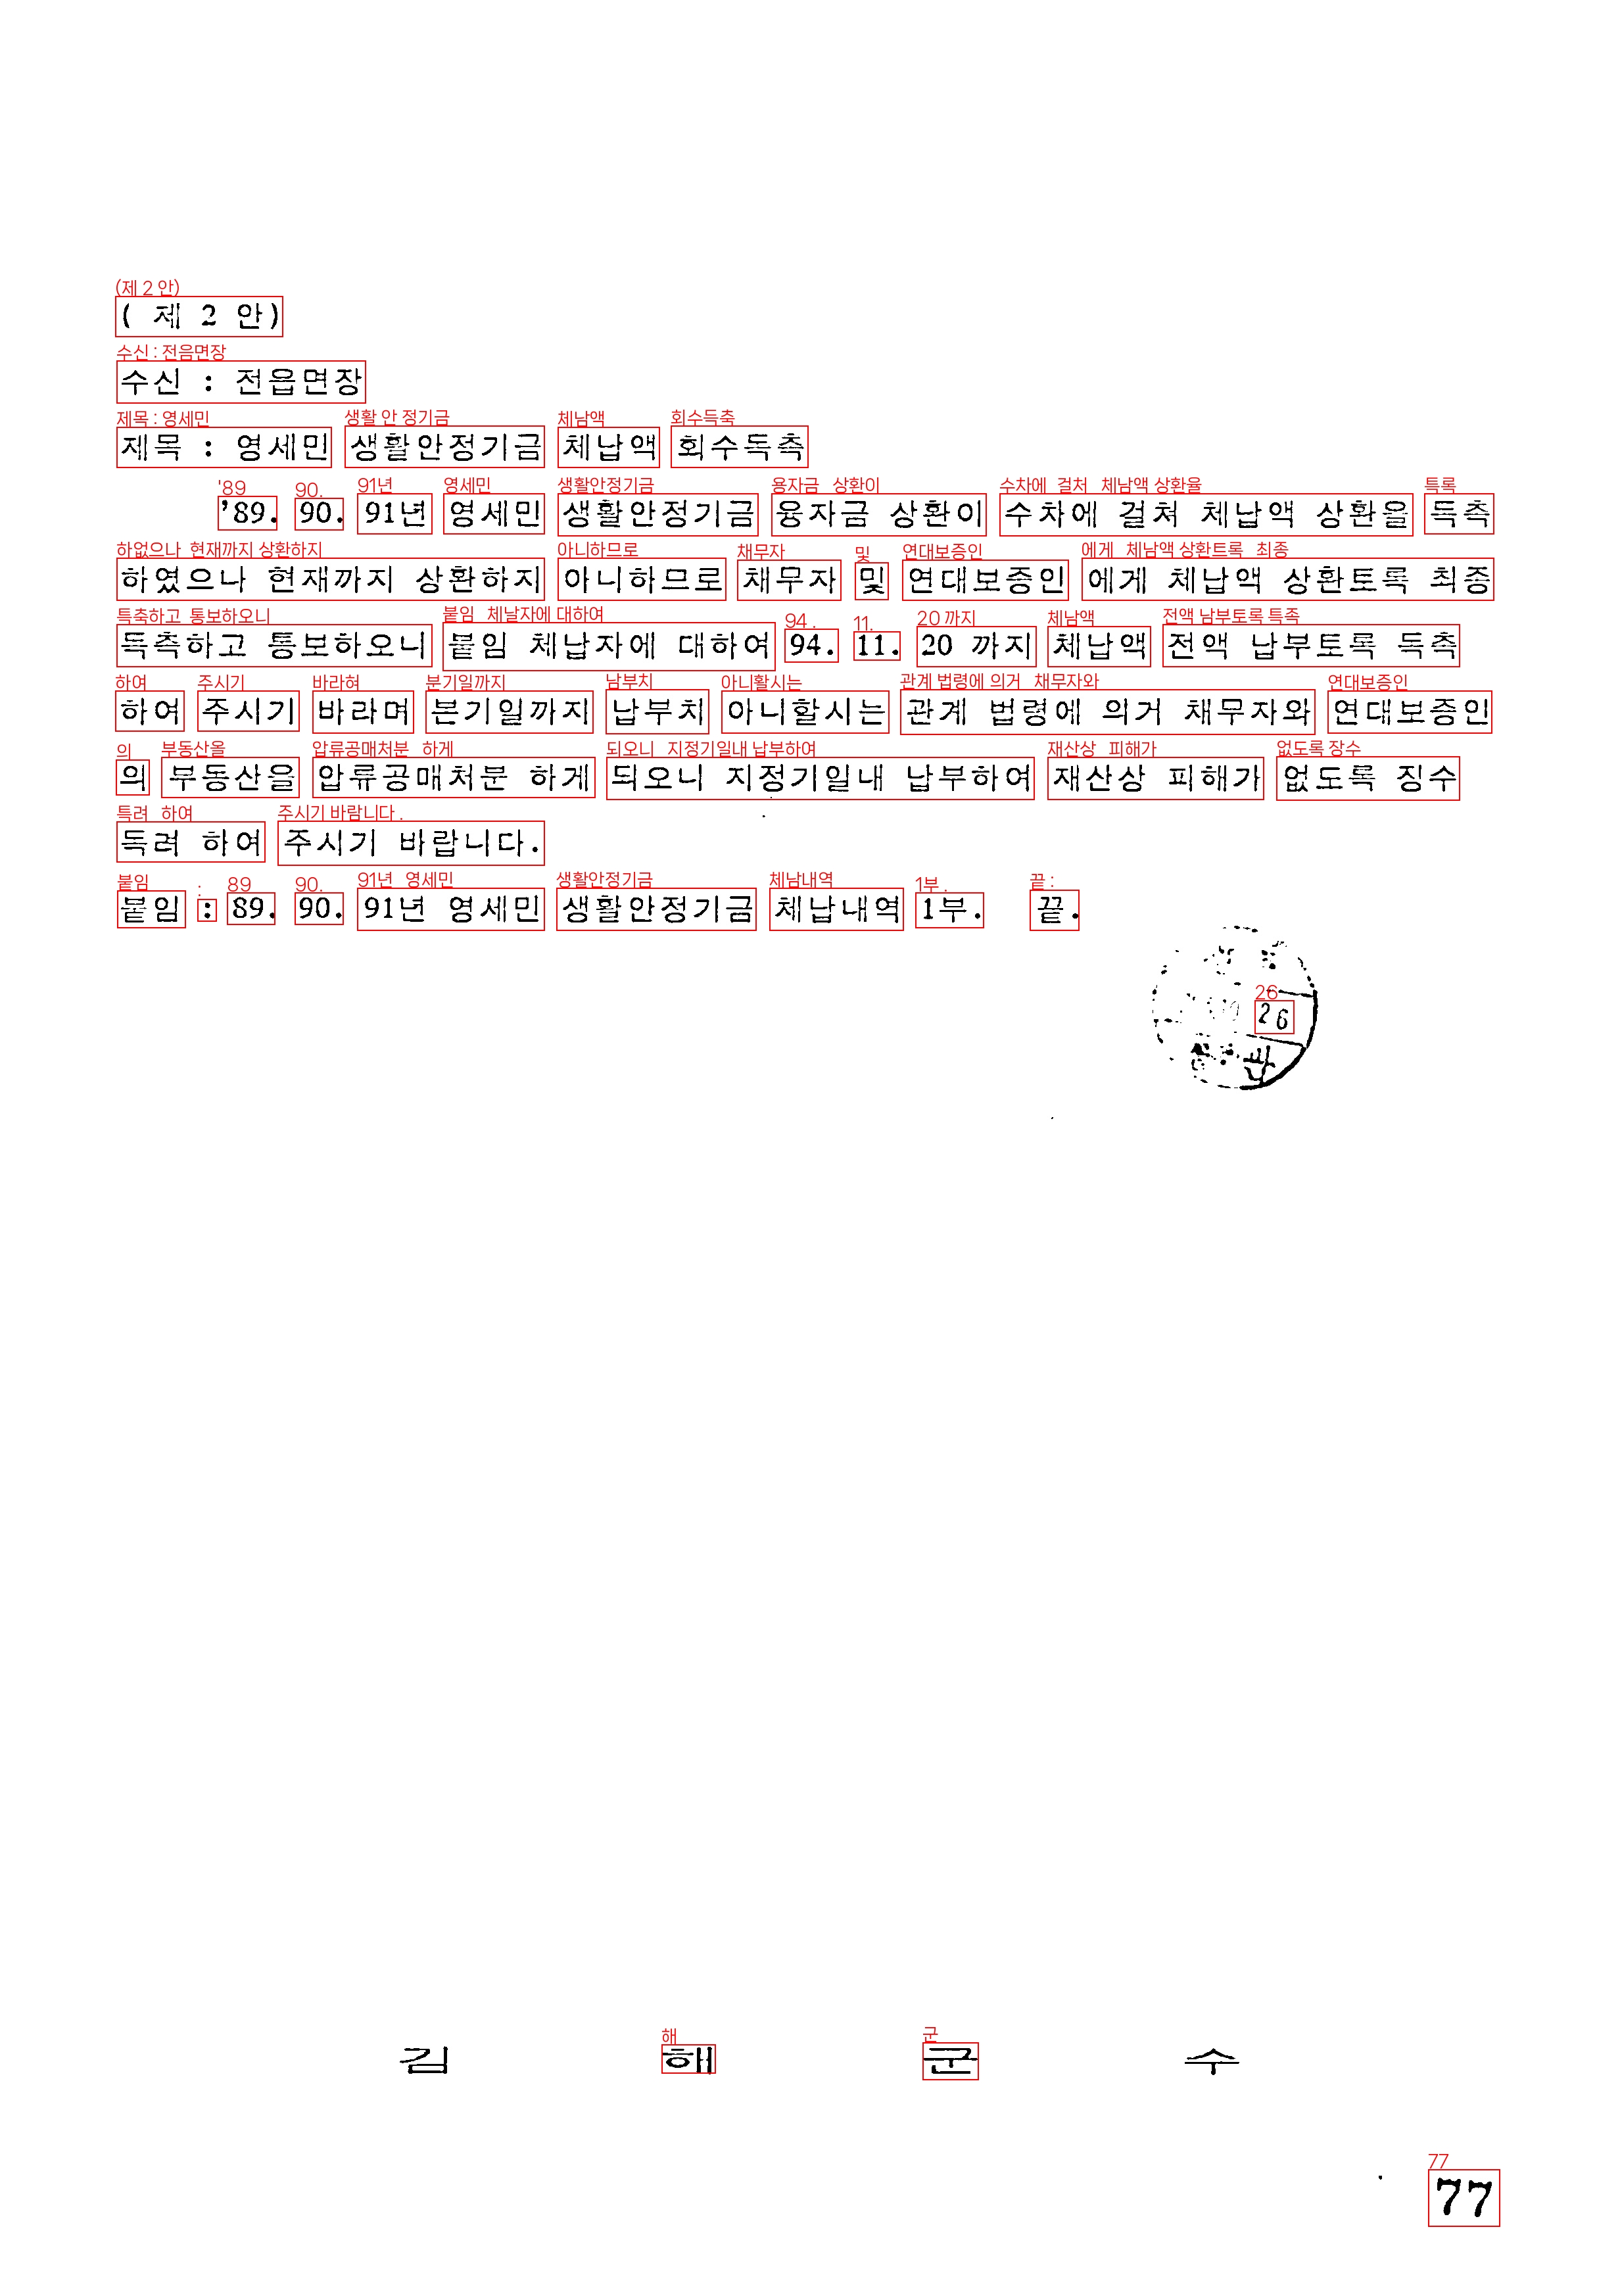 (제 2 안)
( 제 2 안)
수신 : 전음면장
수신 : 전읍면장
제목 : 영세민 생활 안 정기금 체남액 회수득축
제목 : 영세민 생활안정기금 체납액 회수독촉
'89 90. 91년 영세민 생활안정기금 용자금 상환이 수차에 걸처 체납액 상환율 특록
'89. 90. 91년 영세민 생활안정기금 융자금 상환이 수차에 걸쳐 체납액 상환을 독촉
하없으나 현재까지 상환하지 아니하므로 채무자 및 연대보증인 에게 체납액 상환트록 최종
하였으나 현재까지 상환하지 아니하므로 채무자 및 연대보증인 에게 체납액 상환토록 최종
특축하고 통보하오니 붙임 체날자에 대하여 94 . 11. 20 까지 체남액 전액 남부토록 특족
독촉하고 통보하오니 붙임 체납자에 대하여 94. 11. 20 까지 체납액 전액 납부토록 독촉
하여 주시기 바라혀 분기일까지 남부치 아니활시는 관계 법령에 의거 채무자와 연대보증인
하여 주시기 바라며 본기일까지 납부치 아니할시는 관계 법령에 의거 채무자와 연대보증인
의 부동산올 압류공매처분 하게 되오니 지정기일내 납부하여 재산상 피해가 없도록 장수
의 부동산을 압류공매처분 하게 되오니 지정기일내 납부하여 재산상 피해가 없도록 징수
특려 하여 주시기 바람니다 .
독려 하여 주시기 바랍니다.
붙임 : 89 90. 91년 영세민 생활안정기금 체남내역 1부 . 끝 :
붙임 : 89. 90. 91년 영세민 생활안정기금 체납내역 1부. 끝.
26
26
해 군
김 해 군 수
77
77